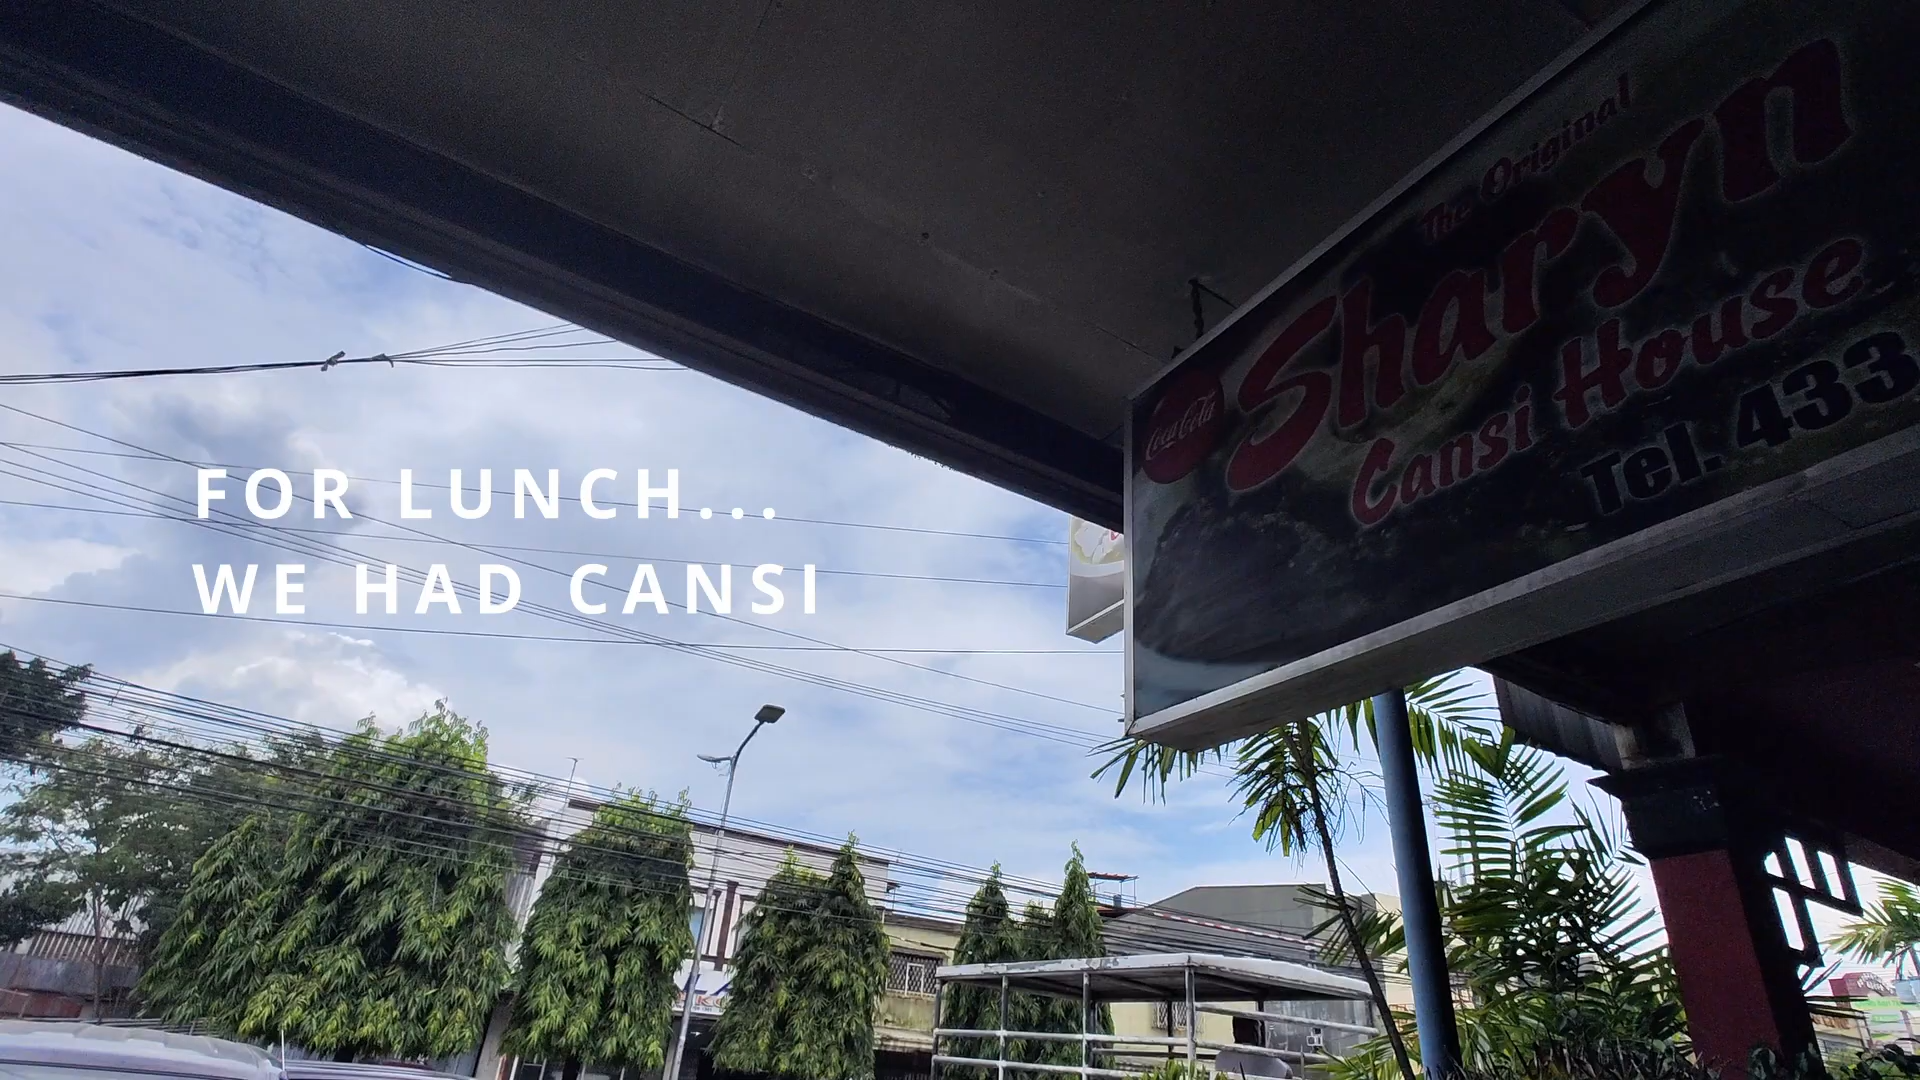 FOR LUNCH...
WE HAD CANSI
The Original
Sharyn
Cansi House
Tel. 433
Coca-Cola